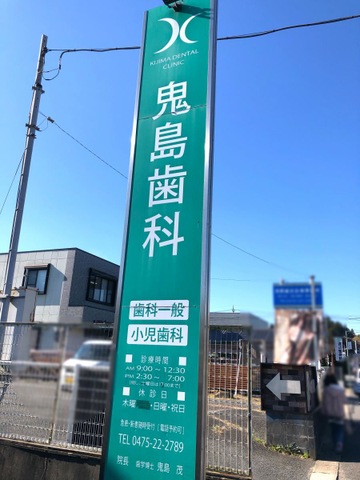 KIJIMA DENTAL
CLINIC
鬼島歯科
歯科一般
小児歯科
■ 診療時間 ■
AM 9:00 ~ 12:30
PM 2:30 ~ 7:00
■ 休診日 ■
木曜 ・日曜・祝日
TEL 0475-22-2789
院長 歯学博士 鬼島 茂